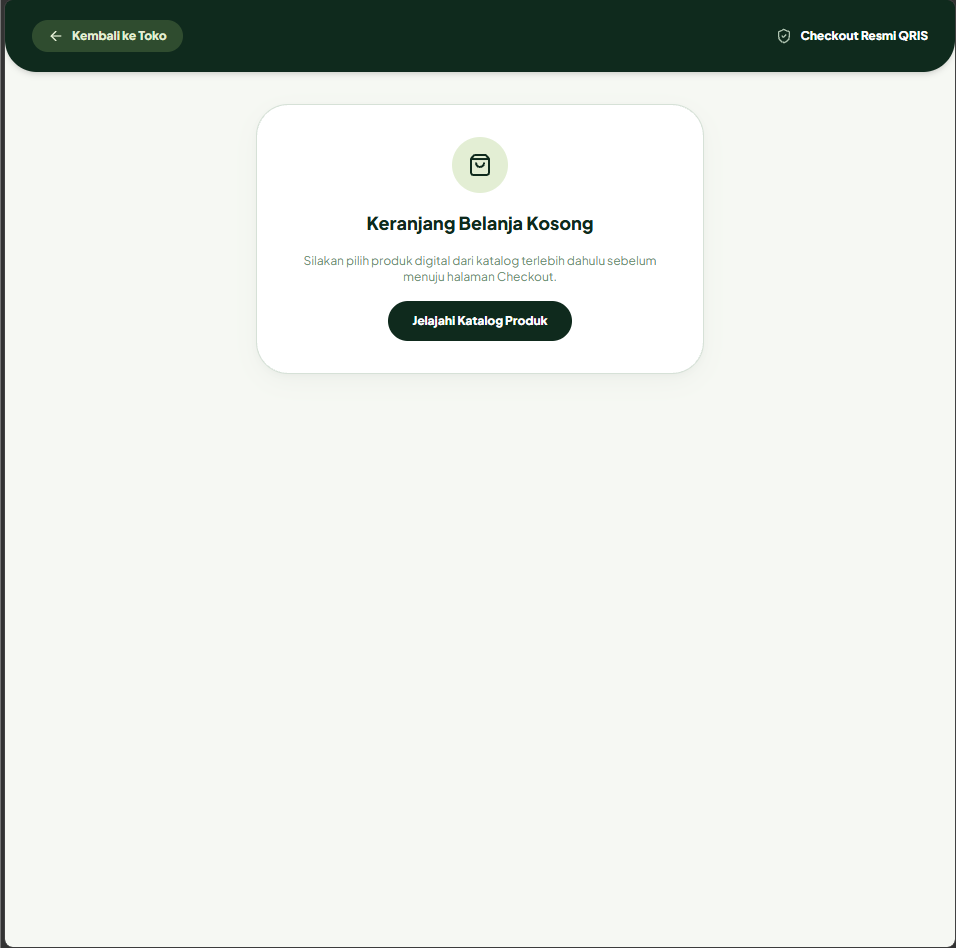 Kembali ke Toko
Checkout Resmi QRIS
Keranjang Belanja Kosong
Silakan pilih produk digital dari katalog terlebih dahulu sebelum
menuju halaman Checkout.
Jelajahi Katalog Produk